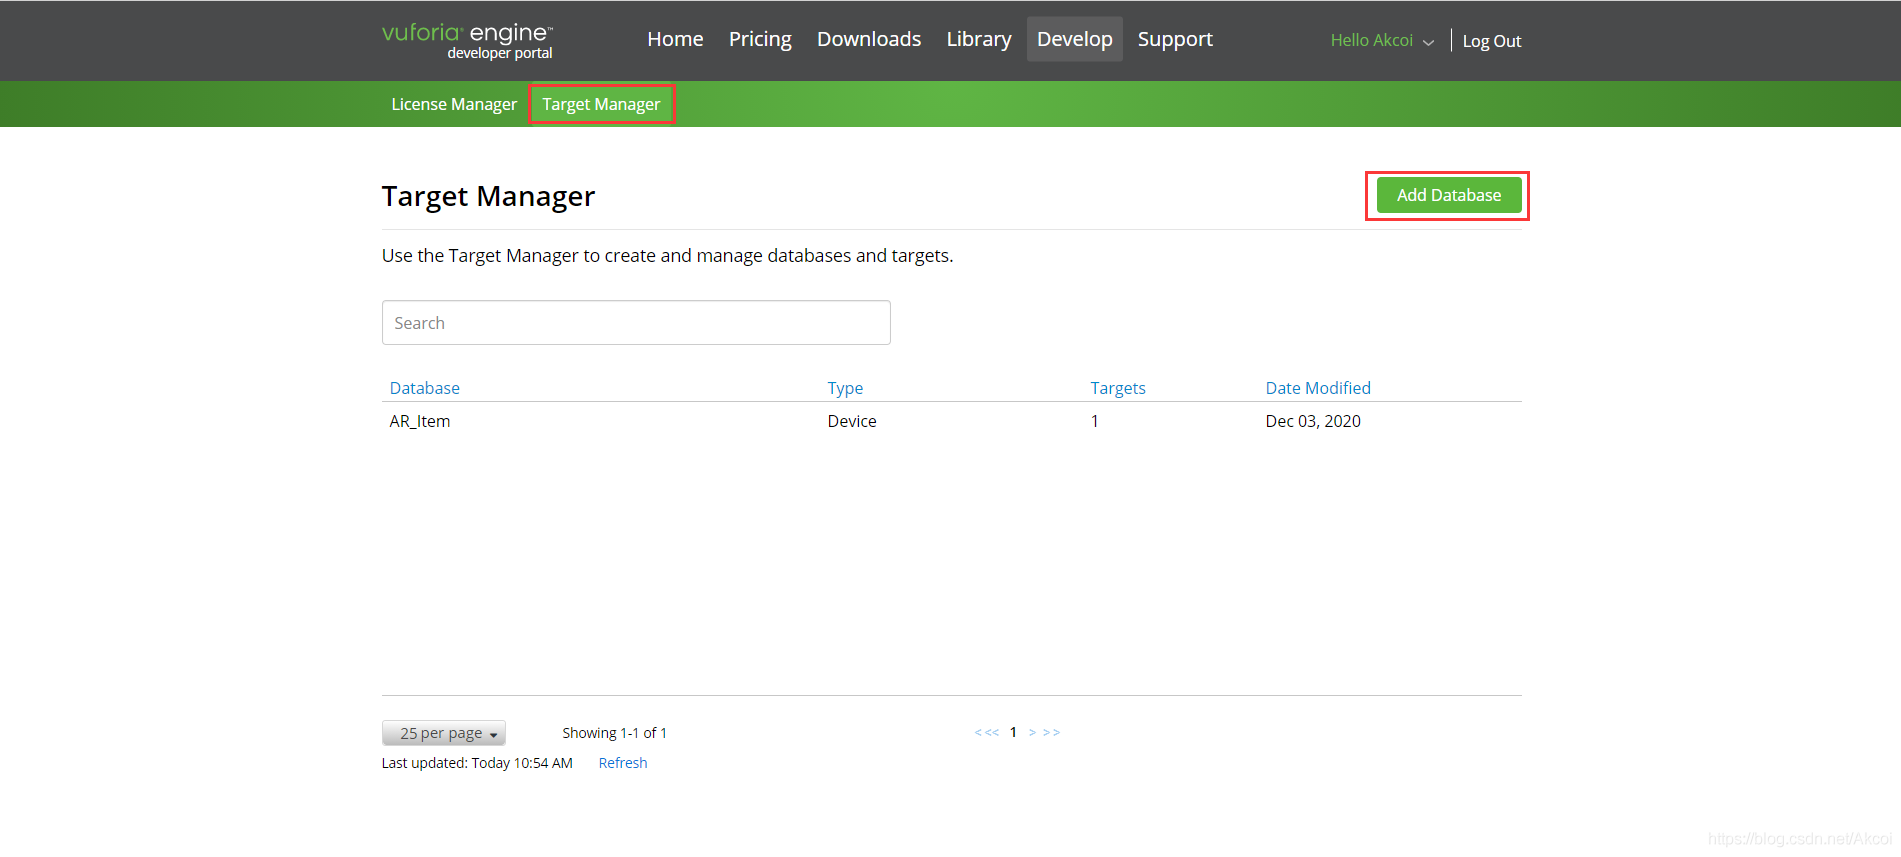 vuforia® engine™
developer portal
Home Pricing Downloads Library Develop Support
Hello Akcoi Log Out
License Manager Target Manager
Target Manager
Add Database
Use the Target Manager to create and manage databases and targets.
Search
Database Type Targets Date Modified
AR_Item Device 1 Dec 03, 2020
25 per page Showing 1-1 of 1 <<< 1 > >>
Last updated: Today 10:54 AM Refresh
https://blog.csdn.net/Akcoi